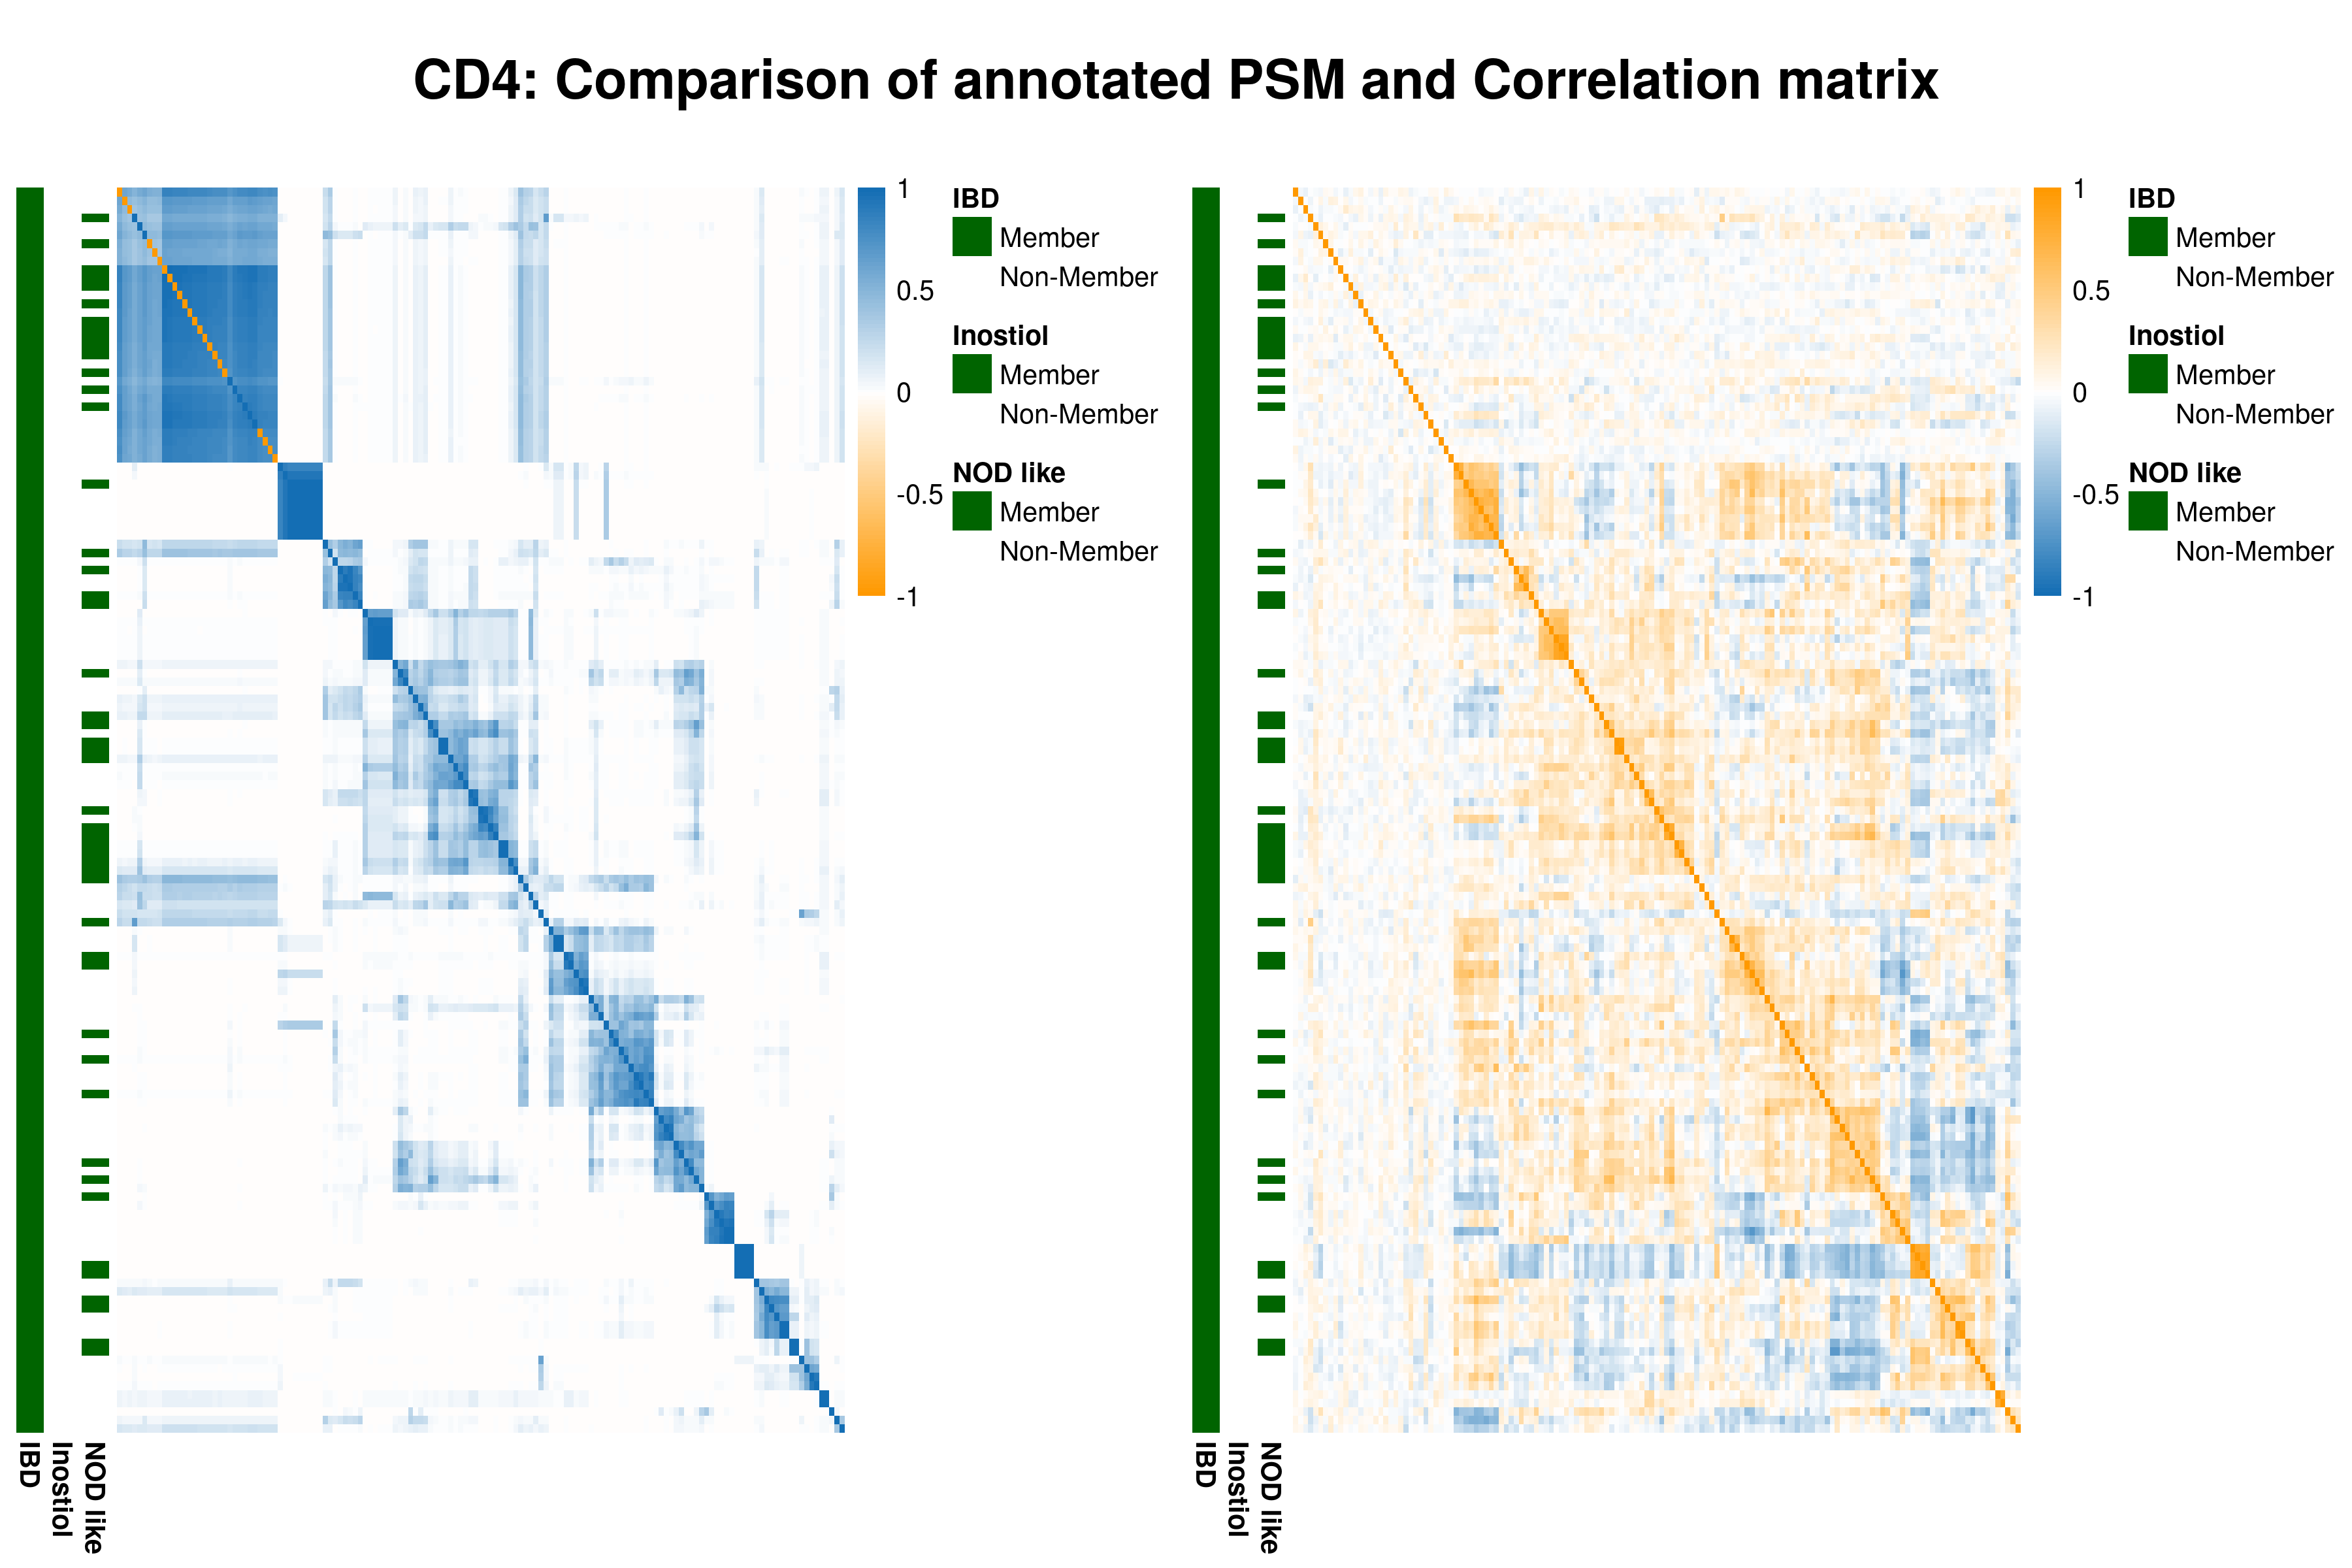 CD4: Comparison of annotated PSM and Correlation matrix
1
0.5
0
-0.5
-1
IBD
Member
Non-Member
Inostiol
Member
Non-Member
NOD like
Member
Non-Member
IBD
Inostiol
NOD like
1
0.5
0
-0.5
-1
IBD
Member
Non-Member
Inostiol
Member
Non-Member
NOD like
Member
Non-Member
IBD
Inostiol
NOD like